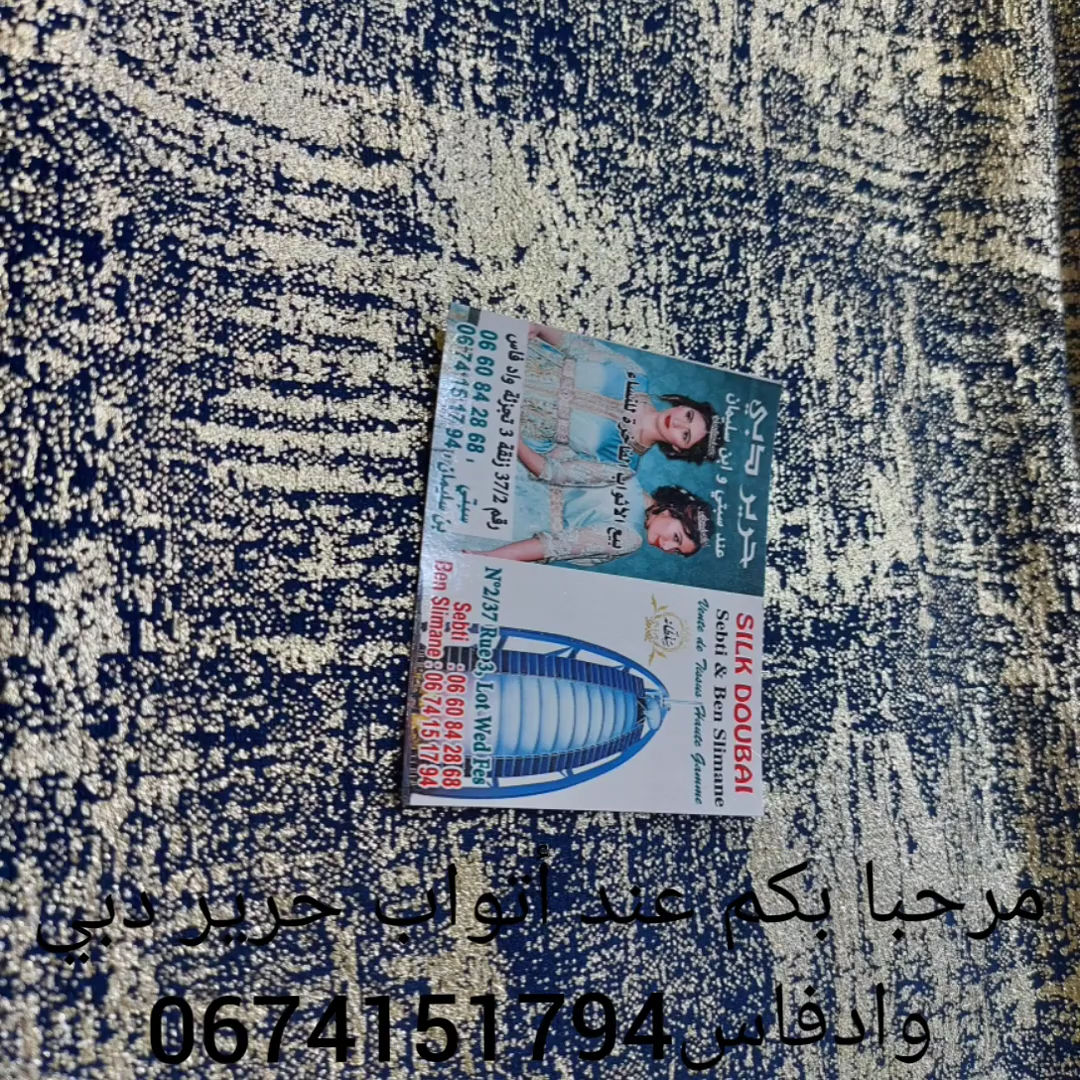 حرير دبي
عند سبتي و ابن سليمان
بيع الأثواب الفاخرة للنساء
رقم 37/2 زنقة 3 تجزئة واد فاس
06 60 84 28 68 , سبتي
06 74 15 17 94 , بن سليمان
SILK DOUBAI
Sebti & Ben Slimane
Vente de Tissus Haute Gamme
N°2/37 Rue 3, Lot Wed Fés
Sebti : 06 60 84 28 68
Ben Slimane : 06 74 15 17 94
مرحبا بكم عند أتواب حرير دبي
وادفاس0674151794